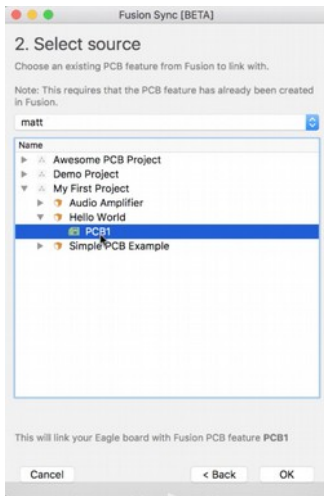 Fusion Sync [BETA]
2. Select source
Choose an existing PCB feature from Fusion to link with.
Note: This requires that the PCB feature has already been created
in Fusion.
matt
Name
Awesome PCB Project
Demo Project
My First Project
Audio Amplifier
Hello World
PCB1
Simple PCB Example
This will link your Eagle board with Fusion PCB feature PCB1
Cancel < Back OK